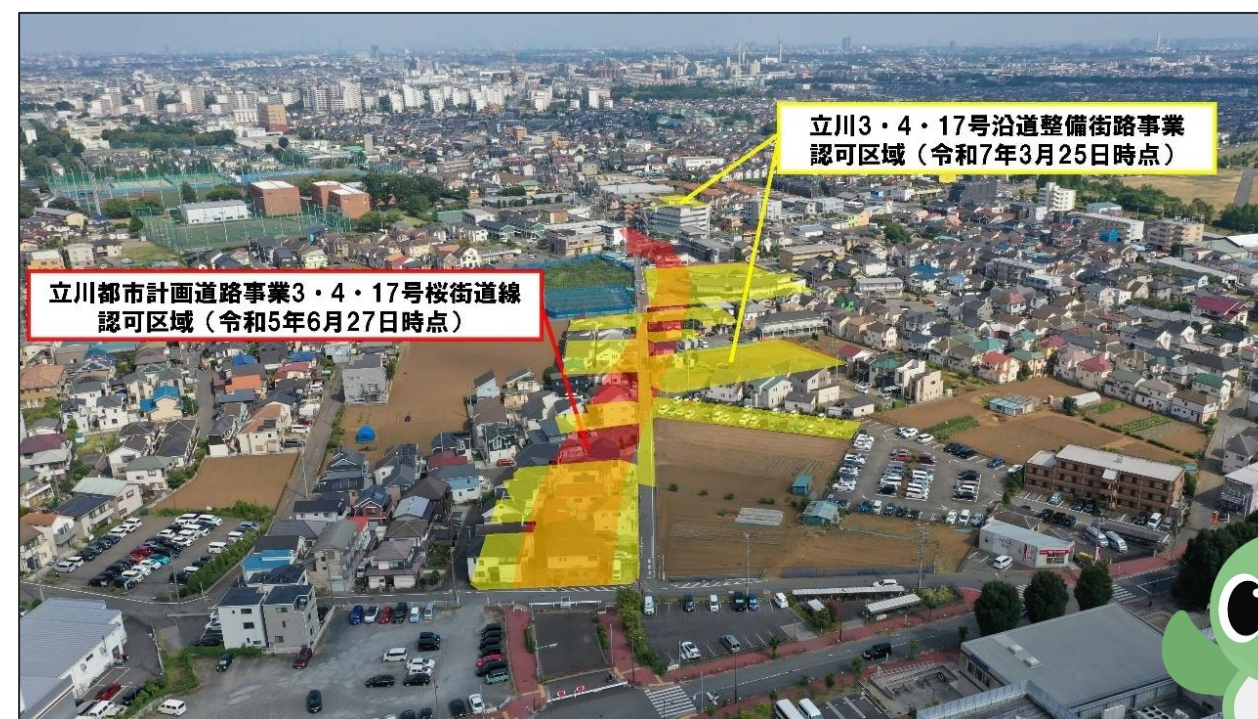 立川3・4・17号沿道整備街路事業
認可区域（令和7年3月25日時点）
立川都市計画道路事業3・4・17号桜街道線
認可区域（令和5年6月27日時点）